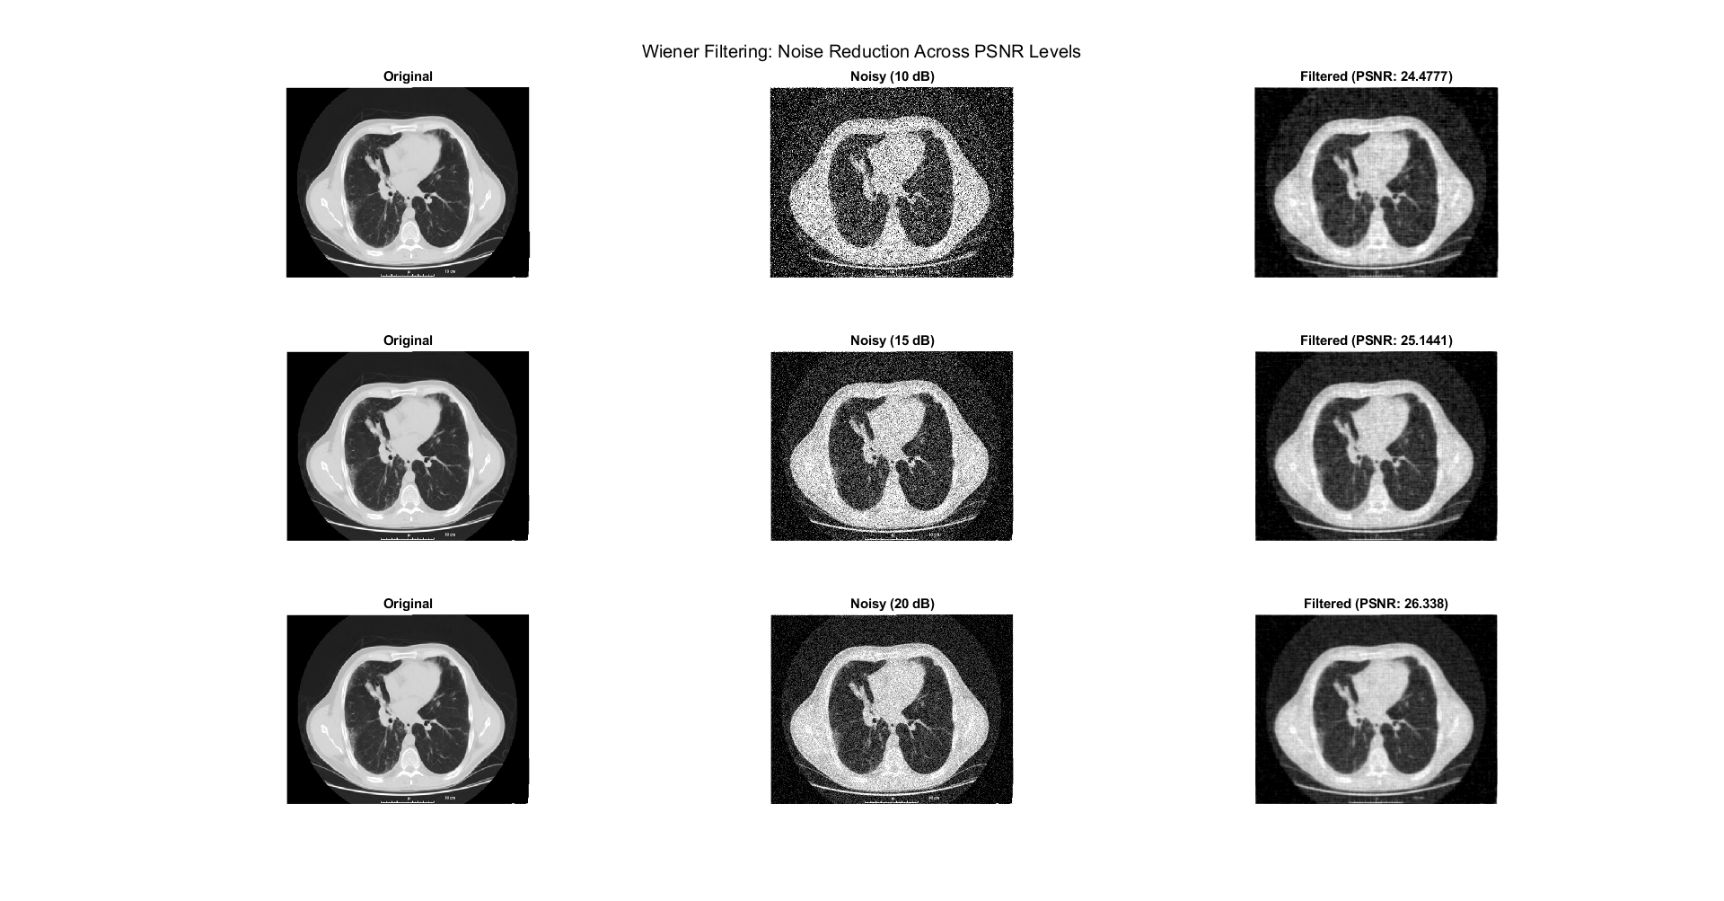 Wiener Filtering: Noise Reduction Across PSNR Levels
Original
Noisy (10 dB)
Filtered (PSNR: 24.4777)
Original
Noisy (15 dB)
Filtered (PSNR: 25.1441)
Original
Noisy (20 dB)
Filtered (PSNR: 26.338)